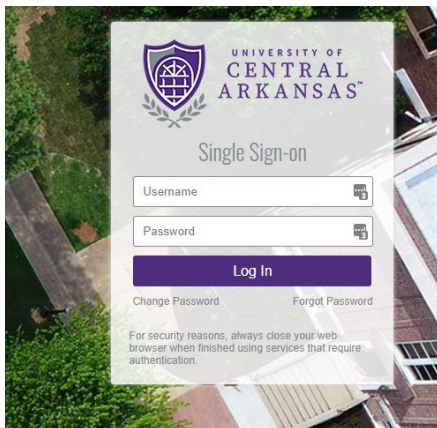 UNIVERSITY OF
CENTRAL
ARKANSAS™
Single Sign-on
Username
Password
Log In
Change Password Forgot Password
For security reasons, always close your web
browser when finished using services that require
authentication.